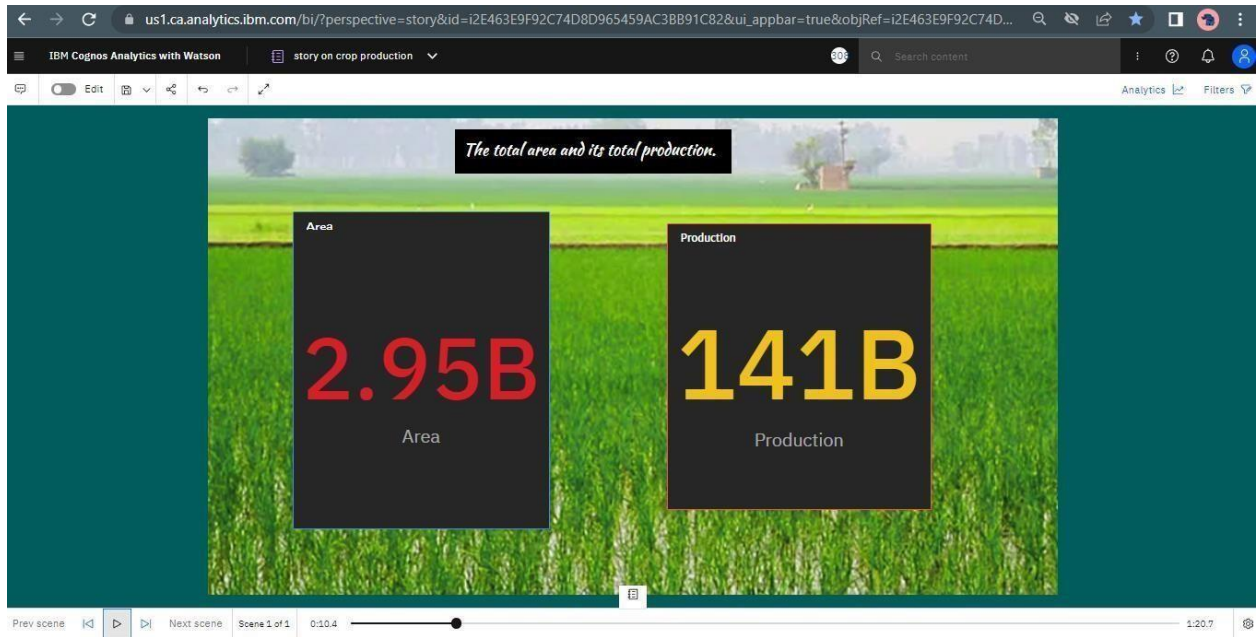 us1.ca.analytics.ibm.com/bi/?perspective=story&id=i2E463E9F92C74D8D965459AC3BB91C82&ui_appbar=true&objRef=i2E463E9F92C74D...
IBM Cognos Analytics with Watson story on crop production Search content
Edit Analytics Filters
The total area and its total production.
Area
2.95B
Area
Production
141B
Production
Prev scene Next scene Scene 1 of 1 0:10.4 1:20.7